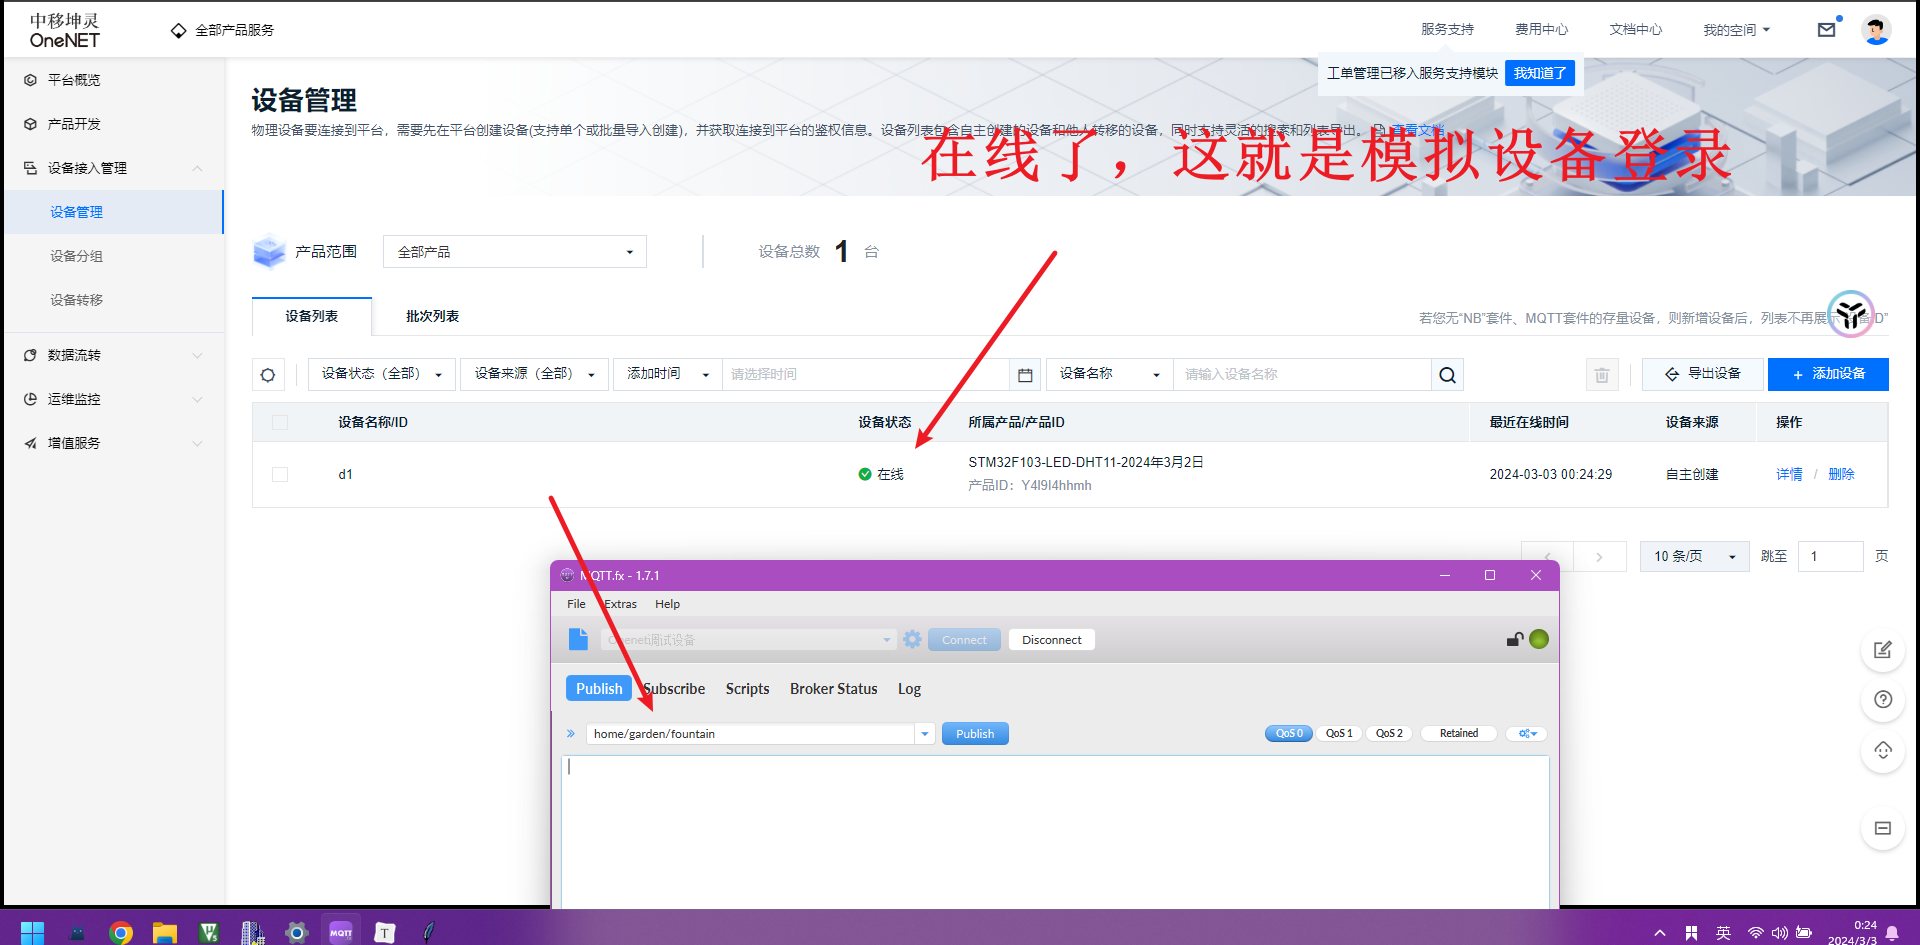 中移坤灵
OneNET
全部产品服务
服务支持
费用中心
文档中心
我的空间
工单管理已移入服务支持模块
我知道了
平台概览
产品开发
设备接入管理
设备管理
设备分组
设备转移
数据流转
运维监控
增值服务
设备管理
物理设备要连接到平台，需要先在平台创建设备(支持单个或批量导入创建)，并获取连接到平台的鉴权信息。设备列表包含自主创建的设备和他人转移的设备，同时支持灵活的搜索和列表导出。 查看文档
在线了，这就是模拟设备登录
产品范围
全部产品
设备总数 1 台
设备列表
批次列表
若您无“NB”套件、MQTT套件的存量设备，则新增设备后，列表不再展示“设备ID”
设备状态（全部）
设备来源（全部）
添加时间
请选择时间
设备名称
请输入设备名称
导出设备
+ 添加设备
设备名称/ID
设备状态
所属产品/产品ID
最近在线时间
设备来源
操作
d1
在线
STM32F103-LED-DHT11-2024年3月2日
产品ID：Y4I9I4hhmh
2024-03-03 00:24:29
自主创建
详情 / 删除
10 条/页
跳至
1
页
MQTT.fx - 1.7.1
File
Extras
Help
Onenet调试设备
Connect
Disconnect
Publish
Subscribe
Scripts
Broker Status
Log
home/garden/fountain
Publish
QoS 0
QoS 1
QoS 2
Retained
MQTT
T
英
0:24
2024/3/3